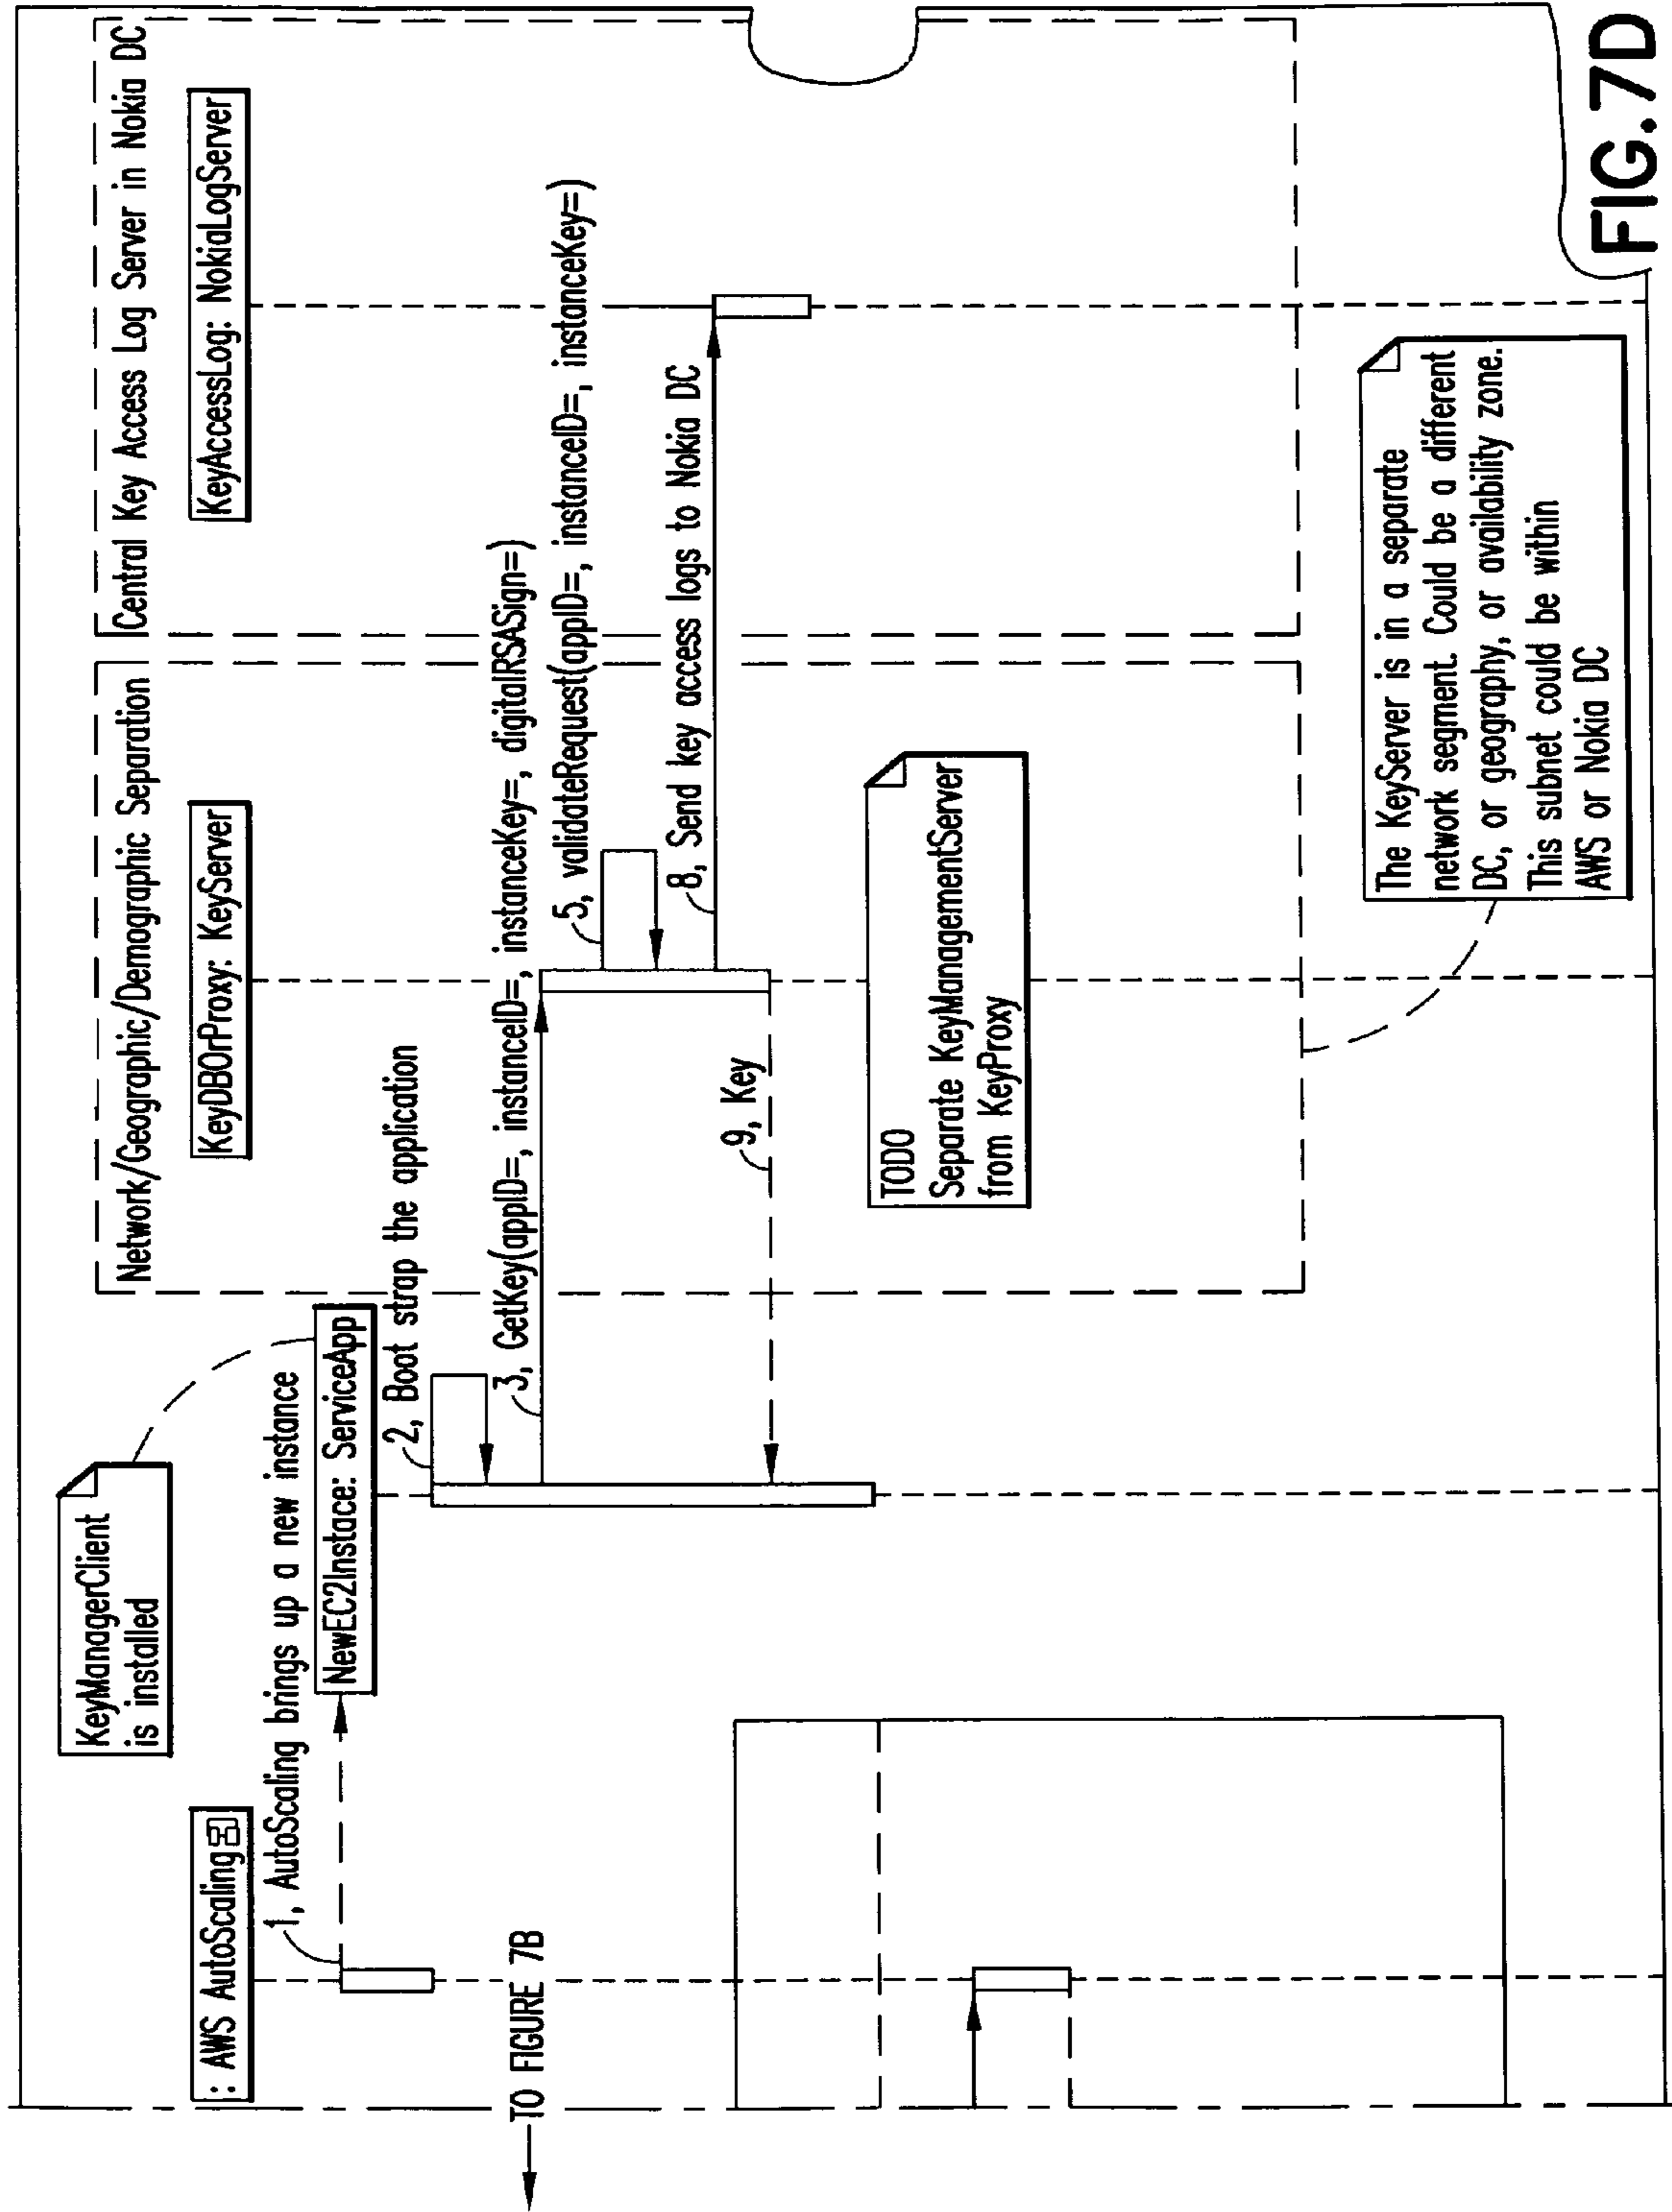 KeyManagerClient
is installed
: AWS AutoScaling
1, AutoScaling brings up a new instance
NewEC2Instace: ServiceApp
2, Boot strap the application
Network/Geographic/Demographic Separation
KeyDBOrProxy: KeyServer
Central Key Access Log Server in Nokia DC
KeyAccessLog: NokiaLogServer
3, GetKey(appID=, instanceID=, instanceKey=, digitalRSASign=)
5, validateRequest(appID=, instanceID=, instanceKey=)
8, Send key access logs to Nokia DC
9, Key
TO FIGURE 7B
TODO
Separate KeyManagementServer
from KeyProxy
The KeyServer is in a separate
network segment. Could be a different
DC, or geography, or availability zone.
This subnet could be within
AWS or Nokia DC
FIG.7D